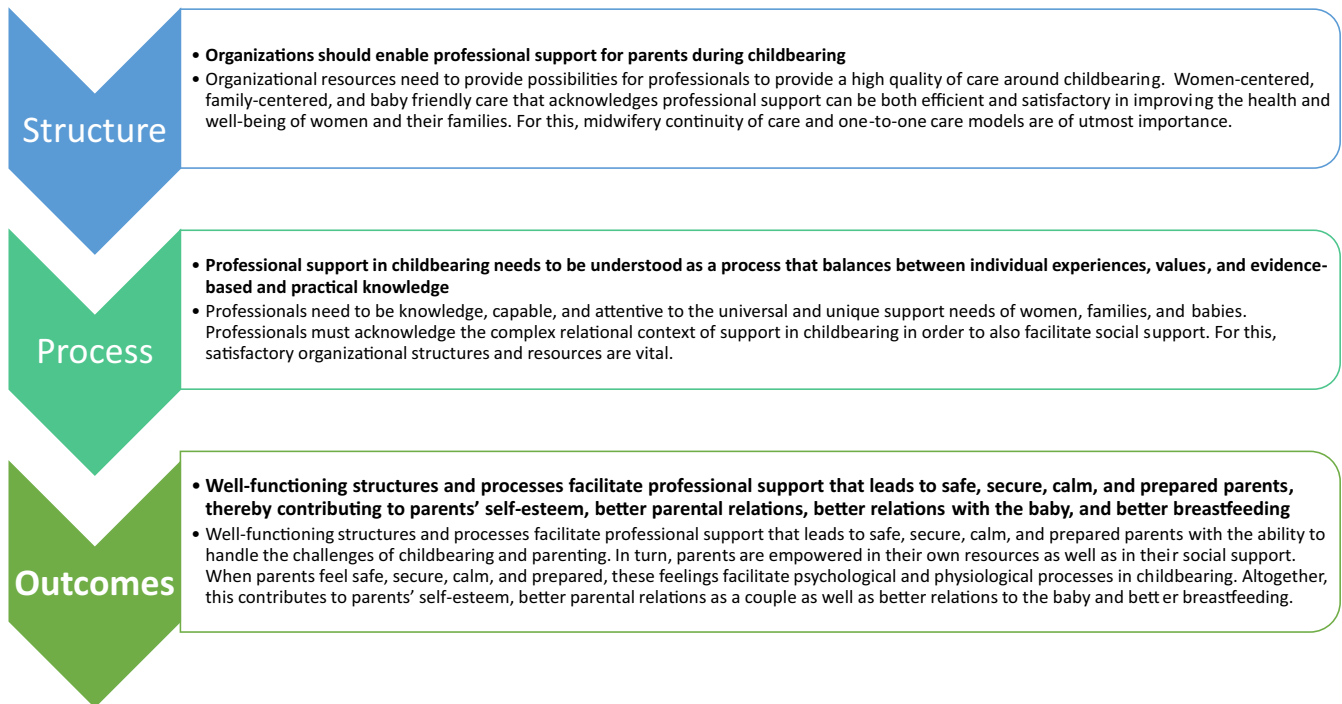 Structure
• Organizations should enable professional support for parents during childbearing
• Organizational resources need to provide possibilities for professionals to provide a high quality of care around childbearing. Women-centered,
family-centered, and baby friendly care that acknowledges professional support can be both efficient and satisfactory in improving the health and
well-being of women and their families. For this, midwifery continuity of care and one-to-one care models are of utmost importance.
Process
• Professional support in childbearing needs to be understood as a process that balances between individual experiences, values, and evidence-
based and practical knowledge
• Professionals need to be knowledge, capable, and attentive to the universal and unique support needs of women, families, and babies.
Professionals must acknowledge the complex relational context of support in childbearing in order to also facilitate social support. For this,
satisfactory organizational structures and resources are vital.
Outcomes
• Well-functioning structures and processes facilitate professional support that leads to safe, secure, calm, and prepared parents,
thereby contributing to parents' self-esteem, better parental relations, better relations with the baby, and better breastfeeding
• Well-functioning structures and processes facilitate professional support that leads to safe, secure, calm, and prepared parents with the ability to
handle the challenges of childbearing and parenting. In turn, parents are empowered in their own resources as well as in their social support.
When parents feel safe, secure, calm, and prepared, these feelings facilitate psychological and physiological processes in childbearing. Altogether,
this contributes to parents' self-esteem, better parental relations as a couple as well as better relations to the baby and better breastfeeding.